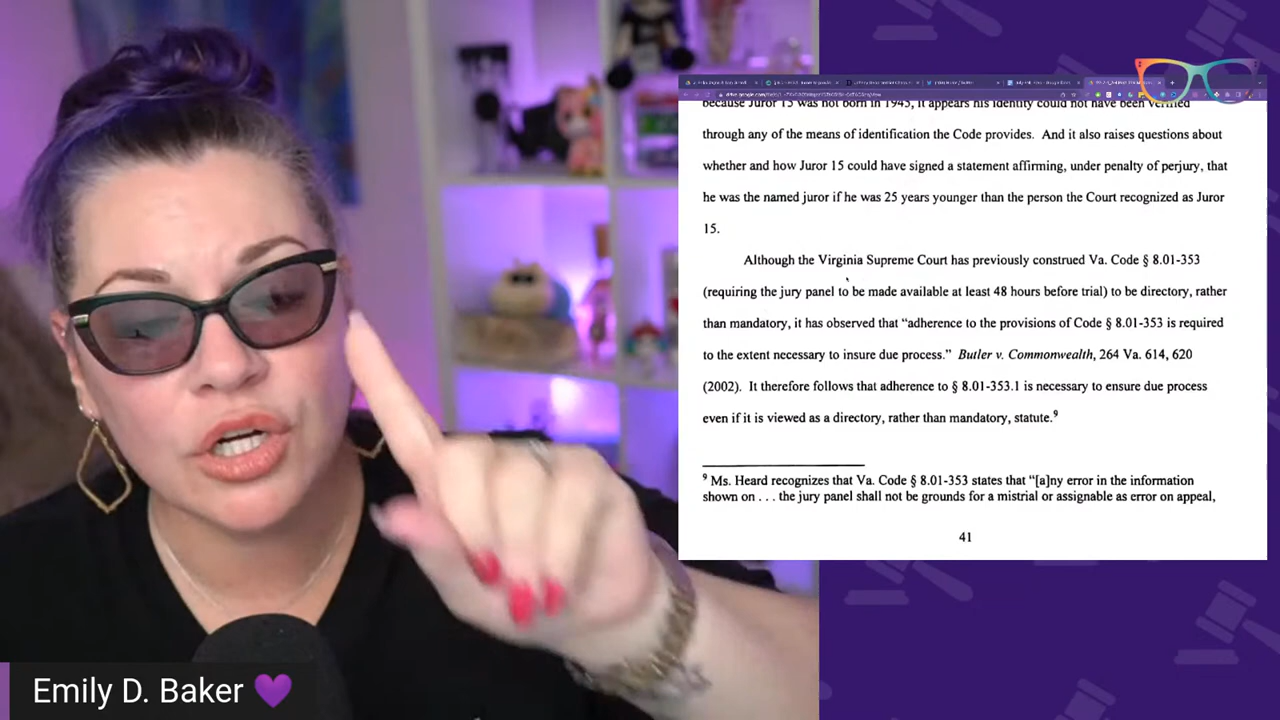 because Juror 15 was not born in 1945, it appears his identity could not have been verified
through any of the means of identification the Code provides. And it also raises questions about
whether and how Juror 15 could have signed a statement affirming, under penalty of perjury, that
he was the named juror if he was 25 years younger than the person the Court recognized as Juror
15.
Although the Virginia Supreme Court has previously construed Va. Code § 8.01-353
(requiring the jury panel to be made available at least 48 hours before trial) to be directory, rather
than mandatory, it has observed that “adherence to the provisions of Code § 8.01-353 is required
to the extent necessary to insure due process.” Butler v. Commonwealth, 264 Va. 614, 620
(2002). It therefore follows that adherence to § 8.01-353.1 is necessary to ensure due process
even if it is viewed as a directory, rather than mandatory, statute.⁹
⁹ Ms. Heard recognizes that Va. Code § 8.01-353 states that “[a]ny error in the information
shown on . . . the jury panel shall not be grounds for a mistrial or assignable as error on appeal,
41
Emily D. Baker 💜